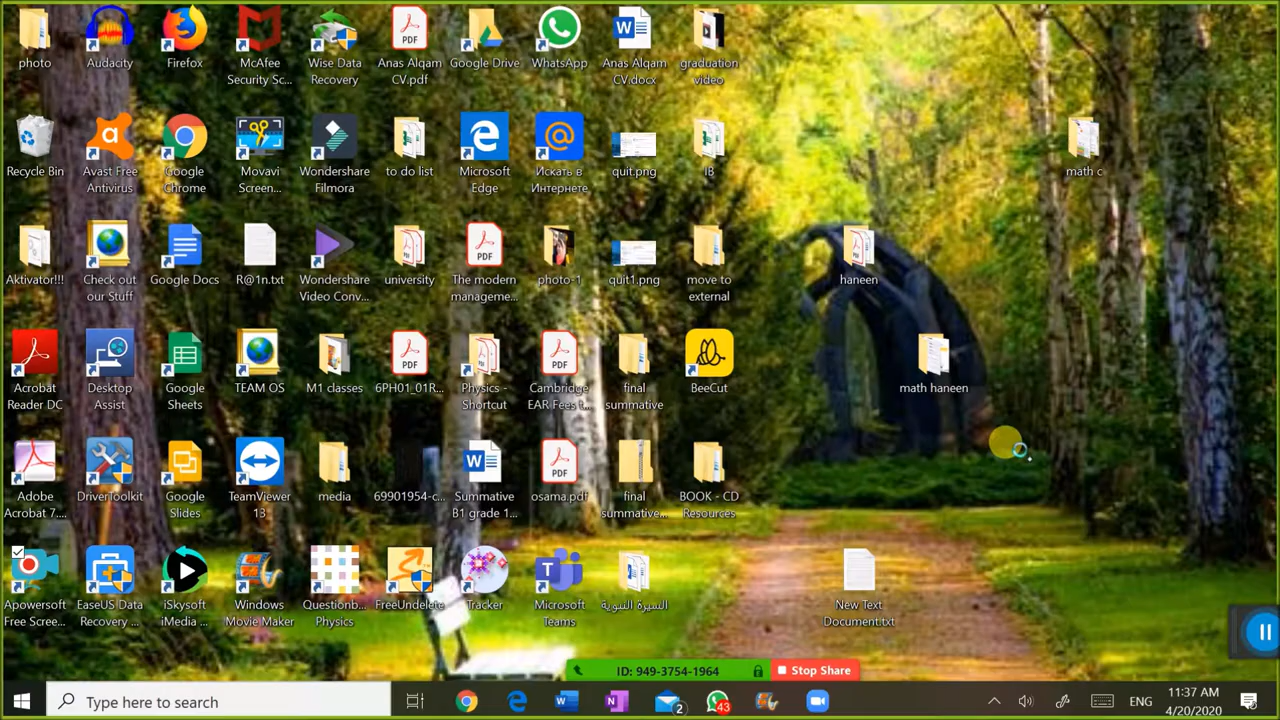 photo
Audacity
Firefox
McAfee
Security Sc...
Wise Data
Recovery
PDF
Anas Alqam
CV.pdf
Google Drive
WhatsApp
Anas Alqam
CV.docx
graduation
video
Recycle Bin
Avast Free
Antivirus
Google
Chrome
Movavi
Screen...
Wondershare
Filmora
to do list
Microsoft
Edge
Искать в
Интернете
quit.png
IB
math c
Aktivator!!!
Check out
our Stuff
Google Docs
R@1n.txt
Wondershare
Video Conv...
university
PDF
The modern
manageme...
photo-1
quit1.png
move to
external
haneen
Acrobat
Reader DC
Desktop
Assist
Google
Sheets
TEAM OS
M1 classes
PDF
6PH01_01R...
Physics -
Shortcut
PDF
Cambridge
EAR Fees t...
final
summative
BeeCut
math haneen
Adobe
Acrobat 7....
DriverToolkit
Google
Slides
TeamViewer
13
media
69901954-c...
Summative
B1 grade 1...
PDF
osama.pdf
final
summative...
BOOK - CD
Resources
Apowersoft
Free Scree...
EaseUS Data
Recovery ...
iSkysoft
iMedia ...
Windows
Movie Maker
Questionb...
Physics
FreeUndelete
Tracker
Microsoft
Teams
السيرة النبوية
New Text
Document.txt
ID: 949-3754-1964
Stop Share
Type here to search
2
43
ENG
11:37 AM
4/20/2020